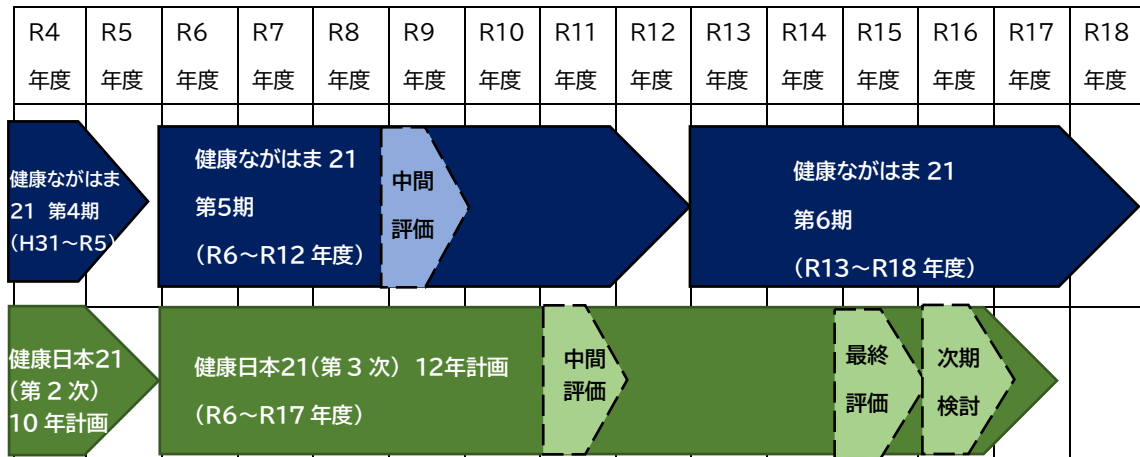 R4 R5 R6 R7 R8 R9 R10 R11 R12 R13 R14 R15 R16 R17 R18
年度 年度 年度 年度 年度 年度 年度 年度 年度 年度 年度 年度 年度 年度 年度
健康ながはま
21 第4期
(H31～R5)
健康ながはま 21
第5期
(R6～R12 年度)
中間
評価
健康ながはま 21
第6期
(R13～R18 年度)
健康日本21
(第 2 次)
10 年計画
健康日本21(第 3 次) 12年計画
(R6～R17 年度)
中間
評価
最終
評価
次期
検討